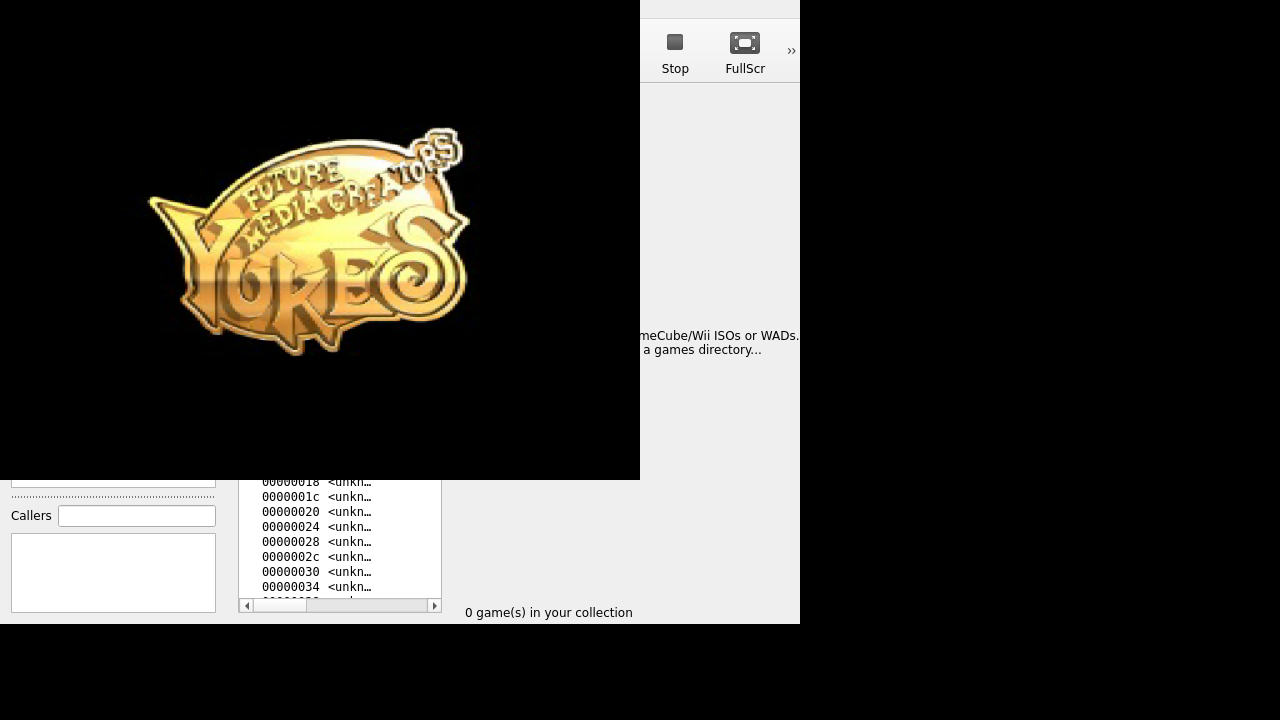 Stop
FullScr
››
FUTURE
MEDIA CREATORS
YUKE'S
meCube/Wii ISOs or WADs.
a games directory...
00000018 <unkn…
0000001c <unkn…
00000020 <unkn…
00000024 <unkn…
00000028 <unkn…
0000002c <unkn…
00000030 <unkn…
00000034 <unkn…
Callers
0 game(s) in your collection